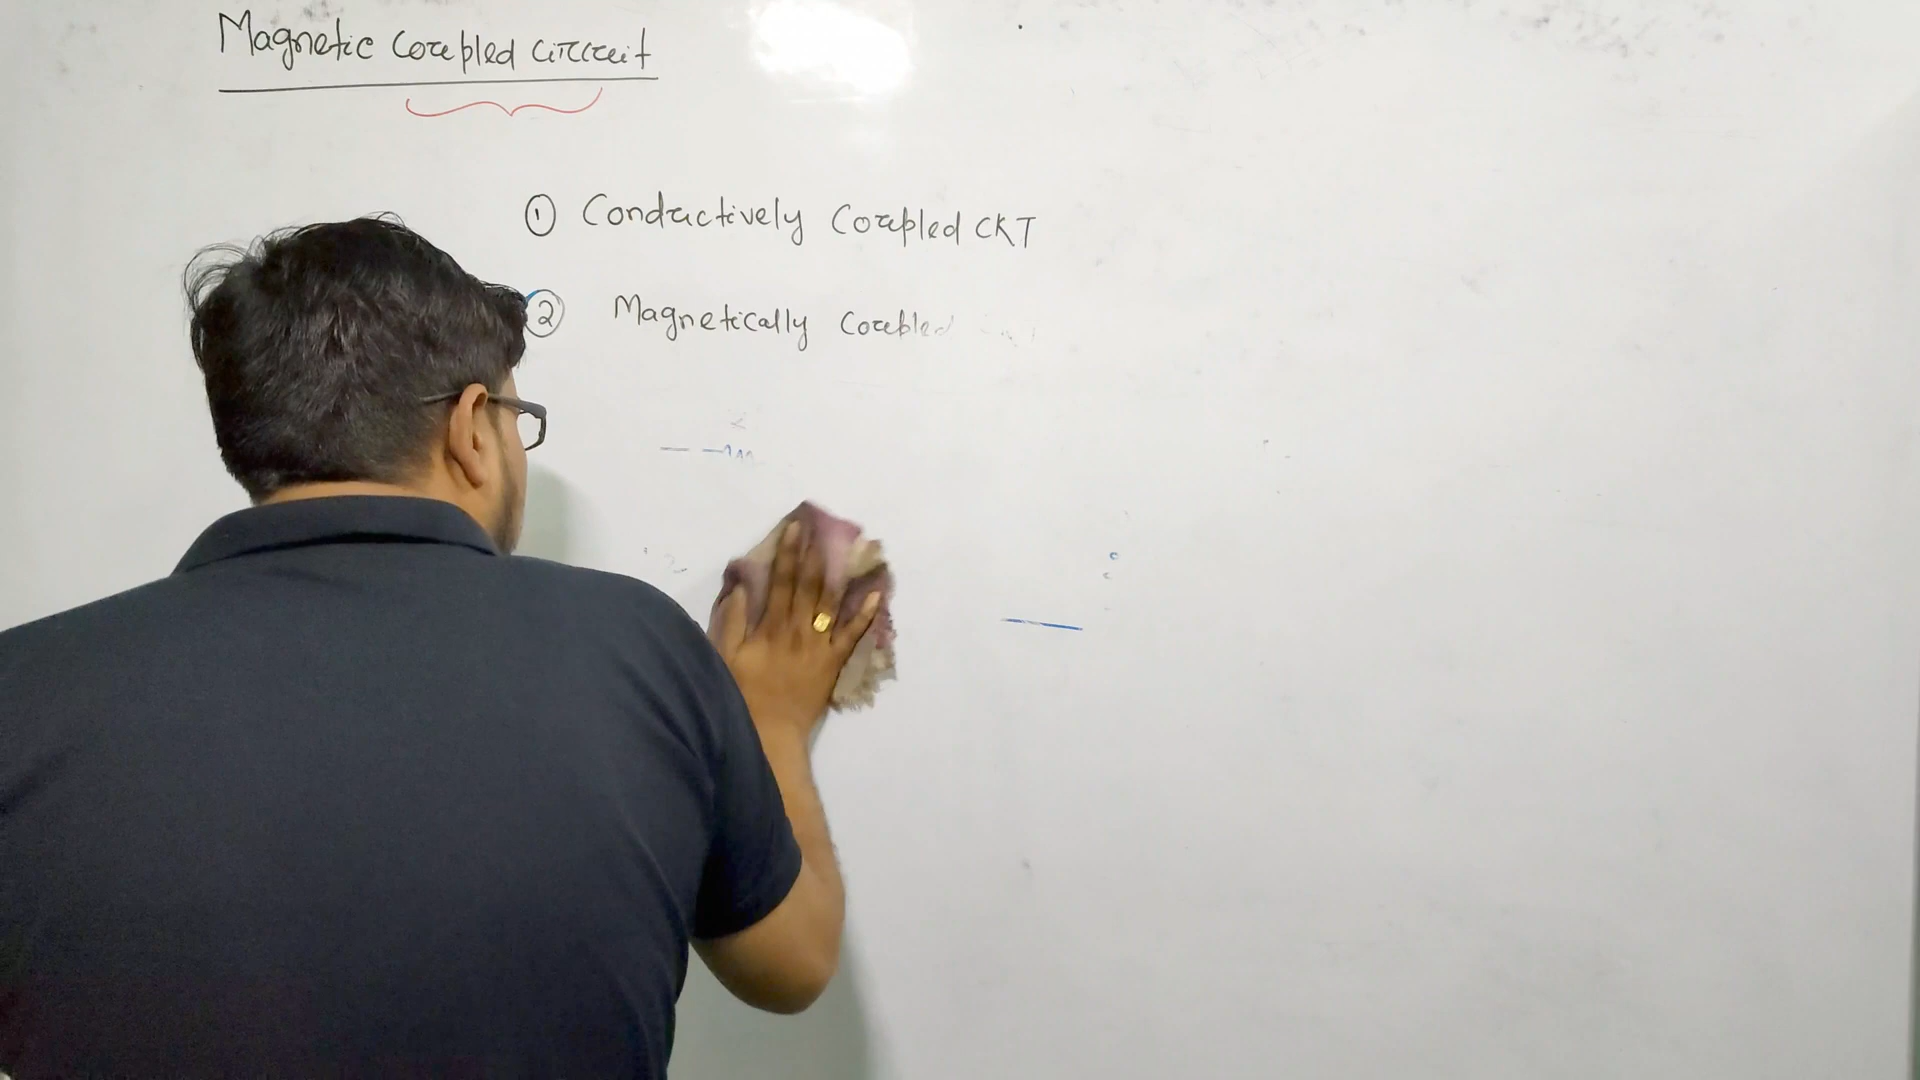 Magnetic Coupled circuit
① Conductively Coupled CKT
② Magnetically Coupled